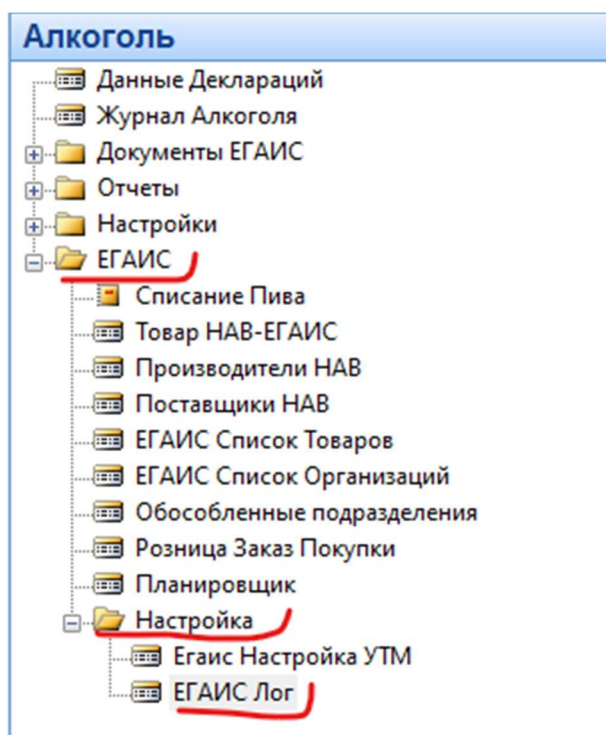 Алкоголь
Данные Деклараций
Журнал Алкоголя
Документы ЕГАИС
Отчеты
Настройки
ЕГАИС
Списание Пива
Товар НАВ-ЕГАИС
Производители НАВ
Поставщики НАВ
ЕГАИС Список Товаров
ЕГАИС Список Организаций
Обособленные подразделения
Розница Заказ Покупки
Планировщик
Настройка
Егаис Настройка УТМ
ЕГАИС Лог